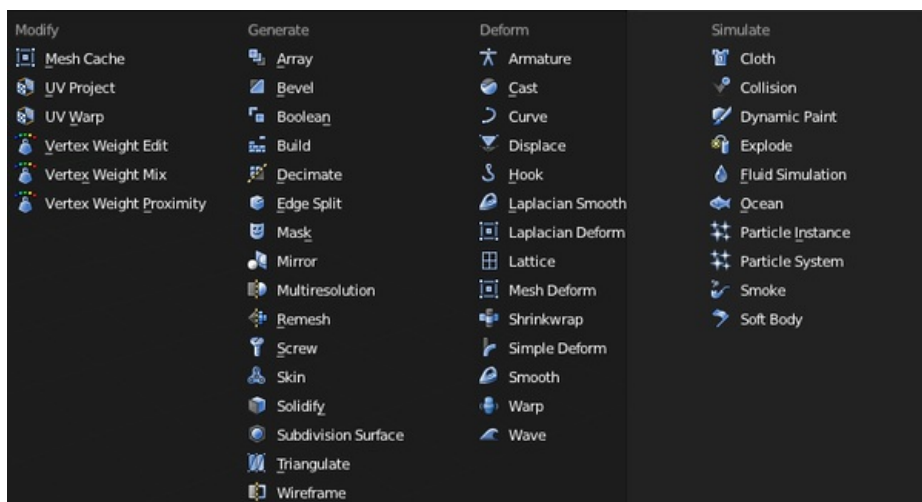 Modify
Mesh Cache
UV Project
UV Warp
Vertex Weight Edit
Vertex Weight Mix
Vertex Weight Proximity
Generate
Array
Bevel
Boolean
Build
Decimate
Edge Split
Mask
Mirror
Multiresolution
Remesh
Screw
Skin
Solidify
Subdivision Surface
Triangulate
Wireframe
Deform
Armature
Cast
Curve
Displace
Hook
Laplacian Smooth
Laplacian Deform
Lattice
Mesh Deform
Shrinkwrap
Simple Deform
Smooth
Warp
Wave
Simulate
Cloth
Collision
Dynamic Paint
Explode
Fluid Simulation
Ocean
Particle Instance
Particle System
Smoke
Soft Body